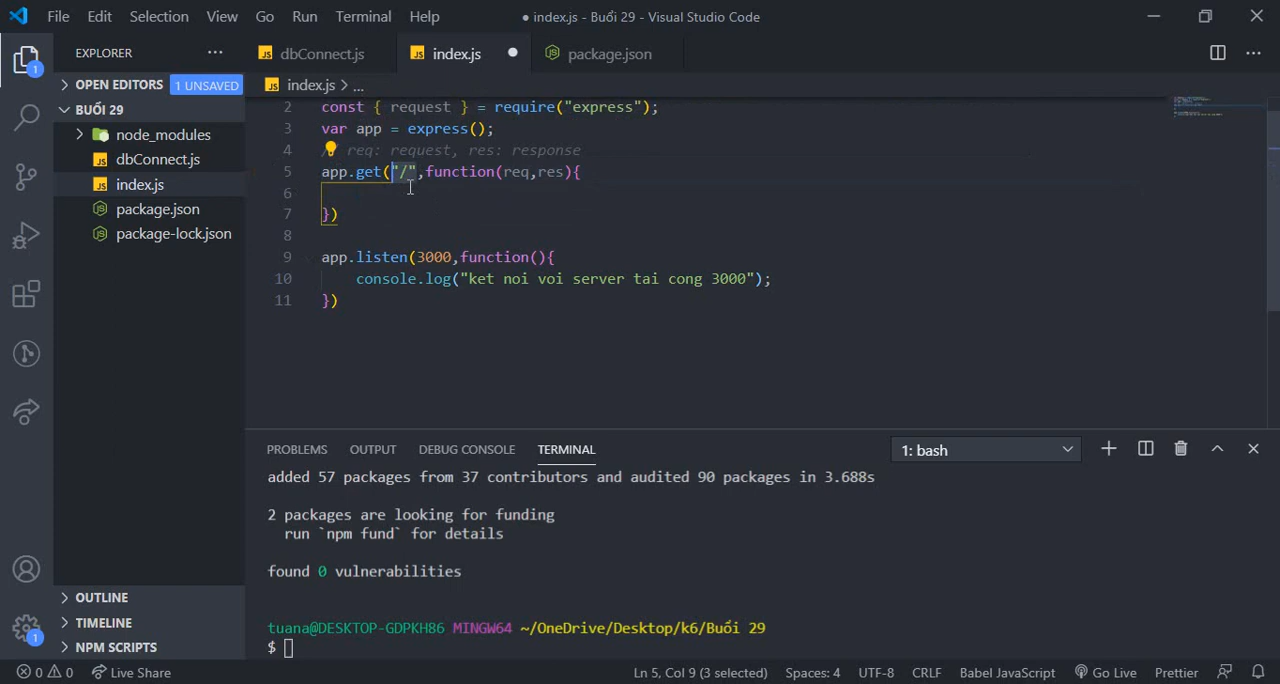 File Edit Selection View Go Run Terminal Help
● index.js - Buổi 29 - Visual Studio Code
EXPLORER
dbConnect.js index.js package.json
OPEN EDITORS 1 UNSAVED
index.js > ...
BUỔI 29
node_modules
dbConnect.js
index.js
package.json
package-lock.json
2 const { request } = require("express");
3 var app = express();
4 req: request, res: response
5 app.get("/",function(req,res){
6
7 })
8
9 app.listen(3000,function(){
10 console.log("ket noi voi server tai cong 3000");
11 })
PROBLEMS OUTPUT DEBUG CONSOLE TERMINAL
1: bash
added 57 packages from 37 contributors and audited 90 packages in 3.688s
2 packages are looking for funding
run `npm fund` for details
found 0 vulnerabilities
tuana@DESKTOP-GDPKH86 MINGW64 ~/OneDrive/Desktop/k6/Buổi 29
$
1
1
OUTLINE
TIMELINE
NPM SCRIPTS
0 0 Live Share
Ln 5, Col 9 (3 selected) Spaces: 4 UTF-8 CRLF Babel JavaScript Go Live Prettier